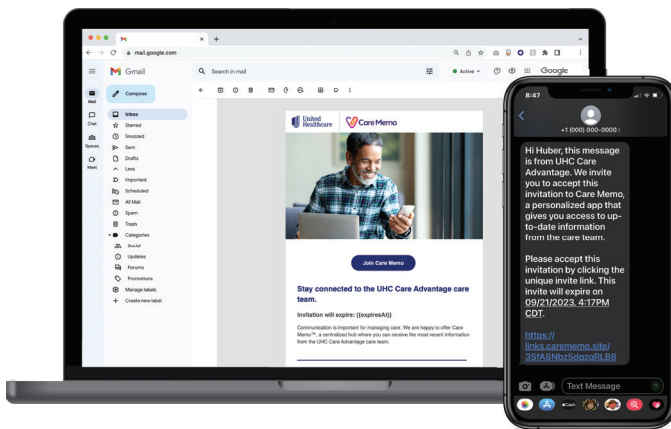 M
mail.google.com
Gmail
Search in mail
Active
Google
Compose
Mail
Chat
Spaces
Meet
Inbox
Starred
Snoozed
Sent
Drafts
Less
Important
Scheduled
All Mail
Spam
Trash
Categories
Social
Updates
Forums
Promotions
Manage labels
Create new label
United
Healthcare
Care Memo
Join Care Memo
Stay connected to the UHC Care Advantage care
team.
Invitation will expire: {{expiresAt}}
Communication is important for managing care. We are happy to offer Care
Memo™, a centralized hub where you can receive the most recent information
from the UHC Care Advantage care team.
8:47
+1 (000) 000-0000 >
Hi Huber, this message
is from UHC Care
Advantage. We invite
you to accept this
invitation to Care Memo,
a personalized app that
gives you access to up-
to-date information
from the care team.
Please accept this
invitation by clicking the
unique invite link. This
invite will expire on
09/21/2023, 4:17PM
CDT.
https://
links.carememo.site/
3SfA8Nbz5dqzqRLB8
Text Message
Cash